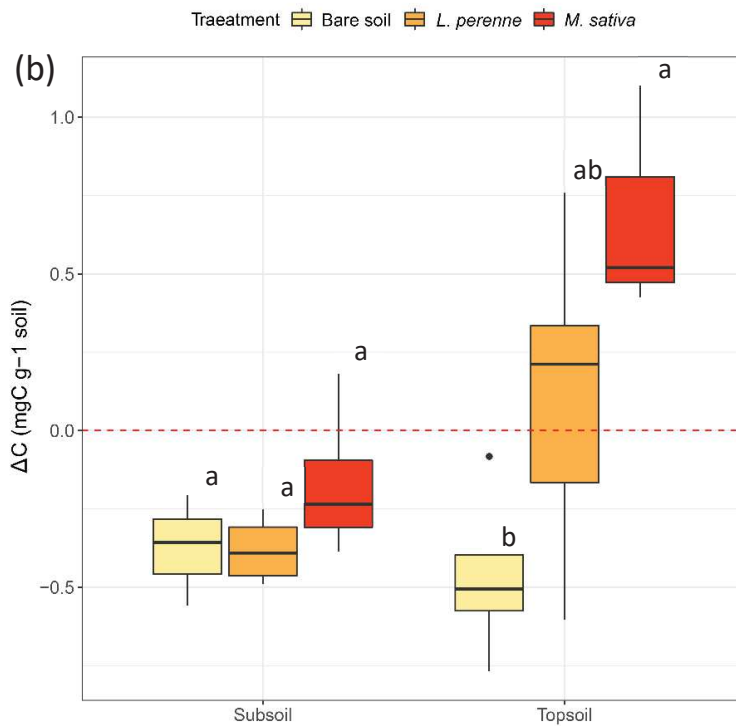 Traeatment Bare soil L. perenne M. sativa
(b)
a
1.0
ab
0.5
a
0.0
a
a
b
−0.5
ΔC (mgC g−1 soil)
Subsoil Topsoil